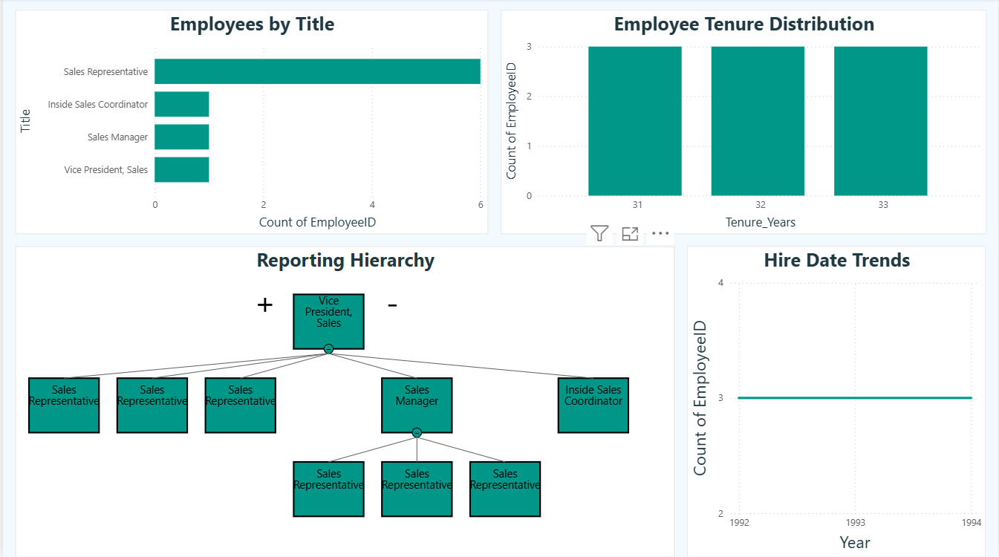 Employees by Title
Title
Sales Representative
Inside Sales Coordinator
Sales Manager
Vice President, Sales
0 2 4 6
Count of EmployeeID
Employee Tenure Distribution
Count of EmployeeID
3
2
1
0
31 32 33
Tenure_Years
Reporting Hierarchy
+
Vice
President,
Sales
-
Sales
Representative
Sales
Representative
Sales
Representative
Sales
Manager
Inside Sales
Coordinator
Sales
Representative
Sales
Representative
Sales
Representative
Hire Date Trends
Count of EmployeeID
4
3
2
1992 1993 1994
Year